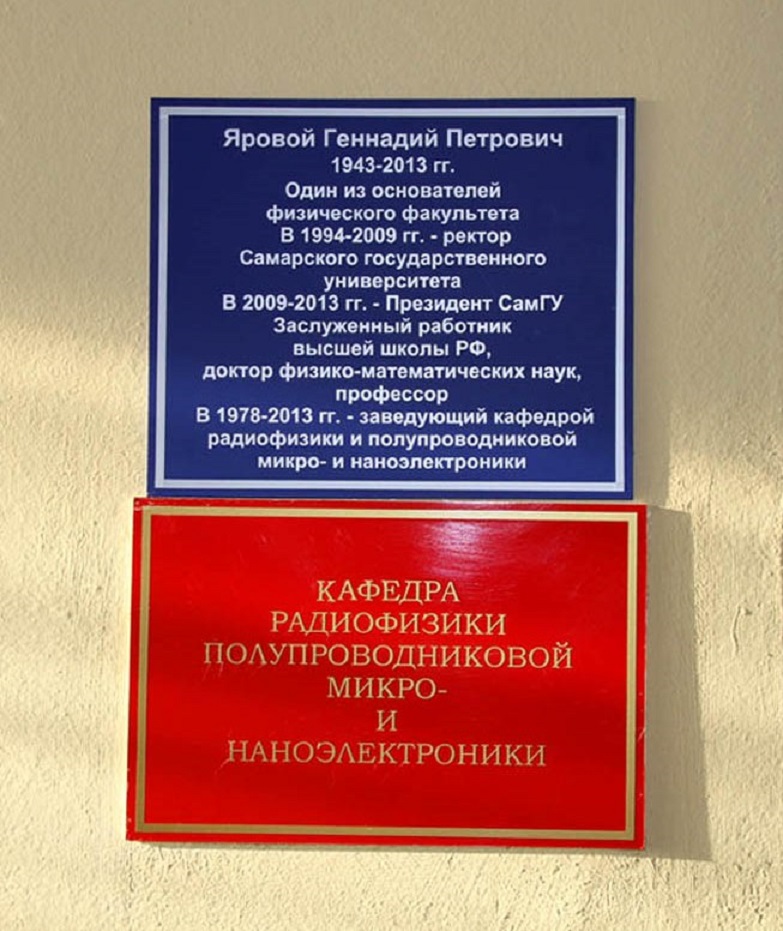 Яровой Геннадий Петрович
1943-2013 гг.
Один из основателей
физического факультета
В 1994-2009 гг. - ректор
Самарского государственного
университета
В 2009-2013 гг. - Президент СамГУ
Заслуженный работник
высшей школы РФ,
доктор физико-математических наук,
профессор
В 1978-2013 гг. - заведующий кафедрой
радиофизики и полупроводниковой
микро- и наноэлектроники
КАФЕДРА
РАДИОФИЗИКИ
ПОЛУПРОВОДНИКОВОЙ
МИКРО-
И
НАНОЭЛЕКТРОНИКИ